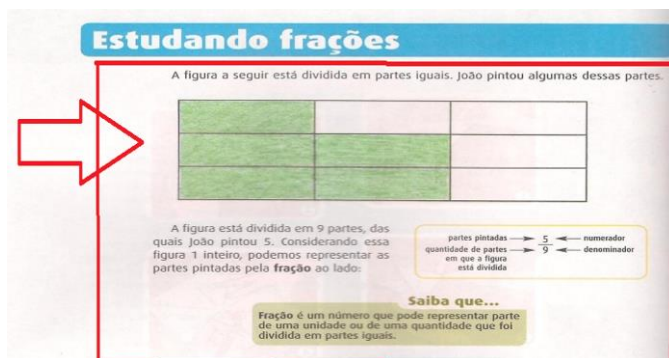 Estudando frações
A figura a seguir está dividida em partes iguais. João pintou algumas dessas partes.
A figura está dividida em 9 partes, das
quais João pintou 5. Considerando essa
figura 1 inteiro, podemos representar as
partes pintadas pela fração ao lado:
partes pintadas 5 numerador
quantidade de partes 9 denominador
em que a figura
está dividida
Saiba que...
Fração é um número que pode representar parte
de uma unidade ou de uma quantidade que foi
dividida em partes iguais.